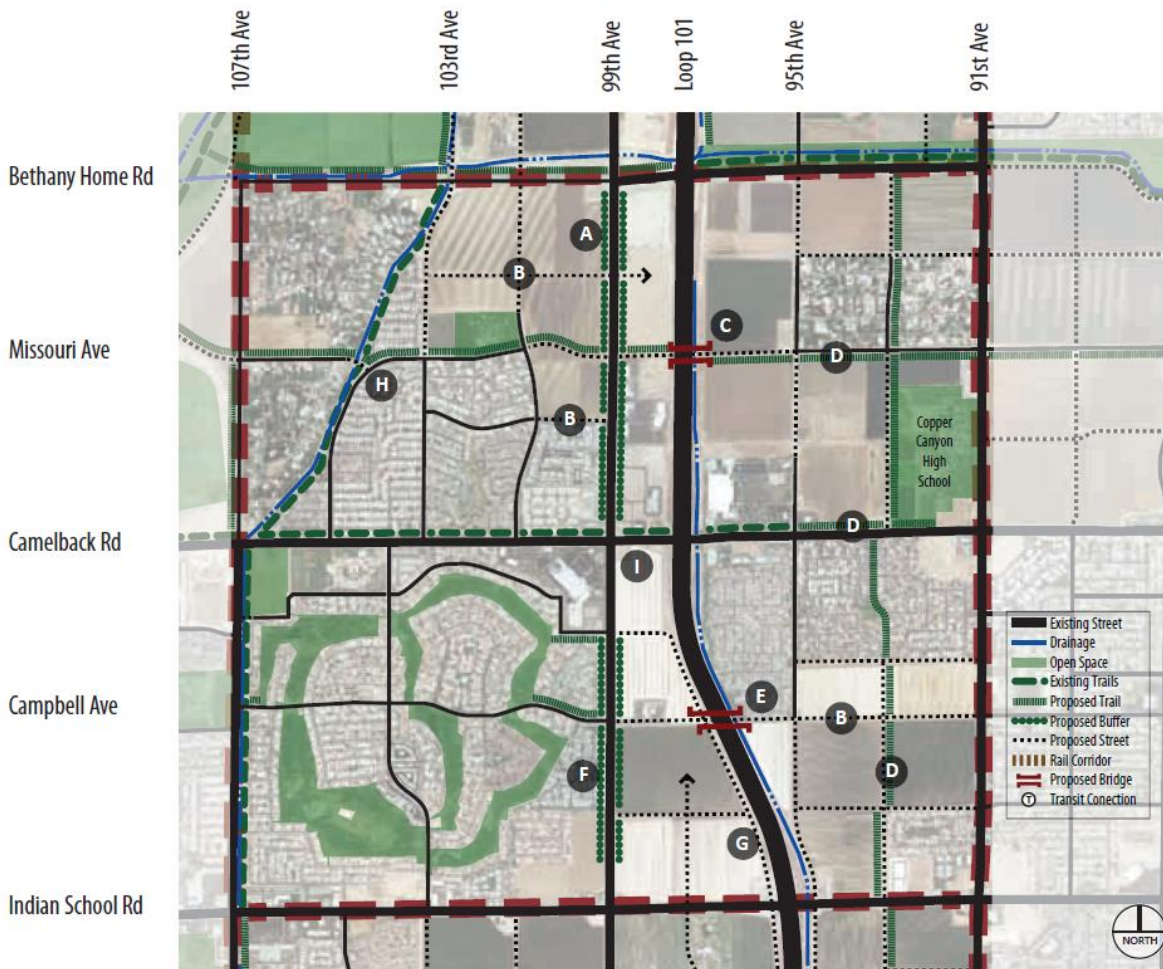 107th Ave
103rd Ave
99th Ave
Loop 101
95th Ave
91st Ave
Bethany Home Rd
A
B
C
Missouri Ave
D
H
B
Copper
Canyon
High
School
Camelback Rd
D
I
Existing Street
Drainage
Open Space
Existing Trails
Proposed Trail
Proposed Buffer
Proposed Street
Rail Corridor
Proposed Bridge
T Transit Conection
Campbell Ave
E
B
F
D
G
Indian School Rd
NORTH